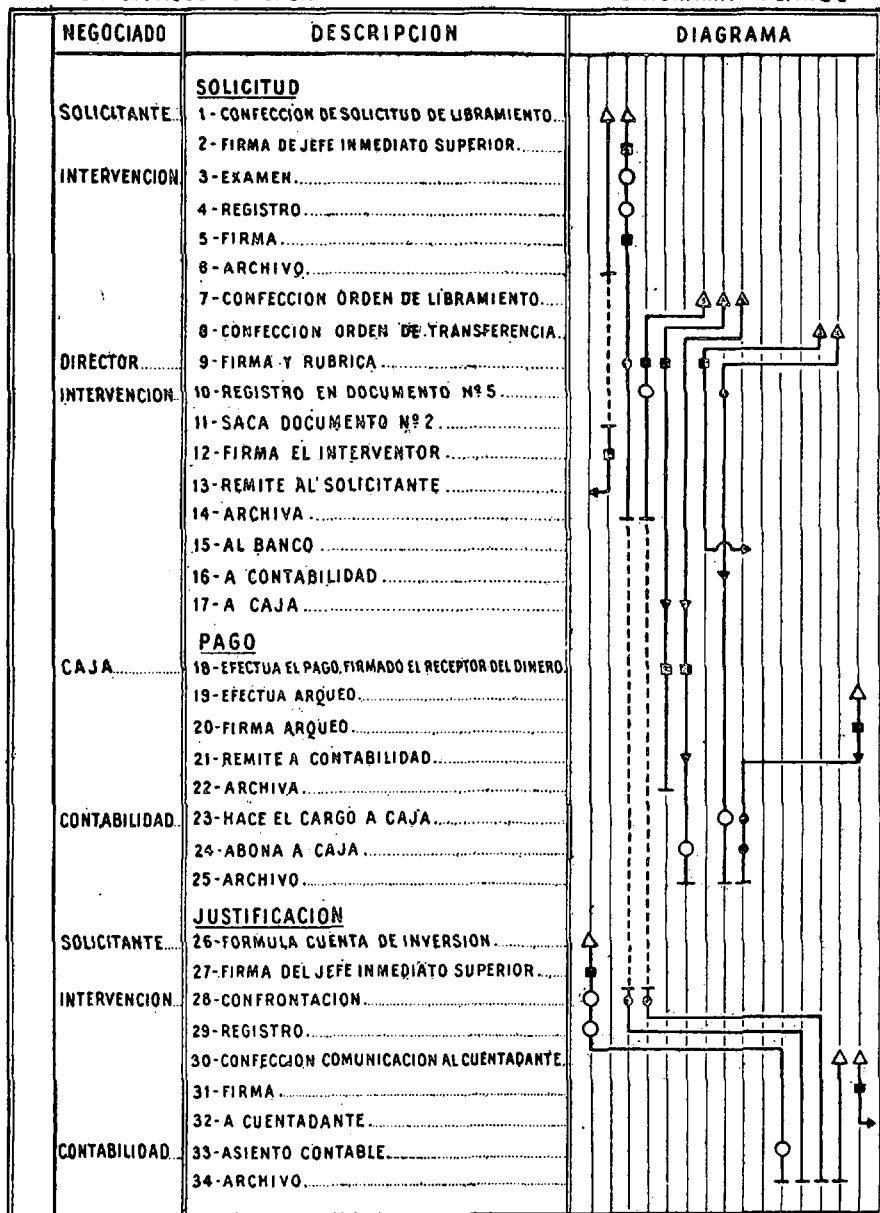 NEGOCIADO DESCRIPCION DIAGRAMA
SOLICITUD
SOLICITANTE.. 1-CONFECCION DE SOLICITUD DE LIBRAMIENTO
2-FIRMA DE JEFE INMEDIATO SUPERIOR
INTERVENCION. 3-EXAMEN
4-REGISTRO
5-FIRMA
6-ARCHIVO
7-CONFECCION ORDEN DE LIBRAMIENTO
8-CONFECCION ORDEN DE TRANSFERENCIA
DIRECTOR 9-FIRMA Y RUBRICA
INTERVENCION 10-REGISTRO EN DOCUMENTO Nº 5
11-SACA DOCUMENTO Nº 2
12-FIRMA EL INTERVENTOR
13-REMITE AL SOLICITANTE
14-ARCHIVA
15-AL BANCO
16-A CONTABILIDAD
17-A CAJA
PAGO
CAJA 18-EFECTUA EL PAGO, FIRMADO EL RECEPTOR DEL DINERO
19-EFECTUA ARQUEO
20-FIRMA ARQUEO
21-REMITE A CONTABILIDAD
22-ARCHIVA
CONTABILIDAD 23-HACE EL CARGO A CAJA
24-ABONA A CAJA
25-ARCHIVO
JUSTIFICACION
SOLICITANTE 26-FORMULA CUENTA DE INVERSION
27-FIRMA DEL JEFE INMEDIATO SUPERIOR
INTERVENCION 28-CONFRONTACION
29-REGISTRO
30-CONFECCION COMUNICACION AL CUENTADANTE
31-FIRMA
32-A CUENTADANTE
CONTABILIDAD 33-ASIENTO CONTABLE
34-ARCHIVO